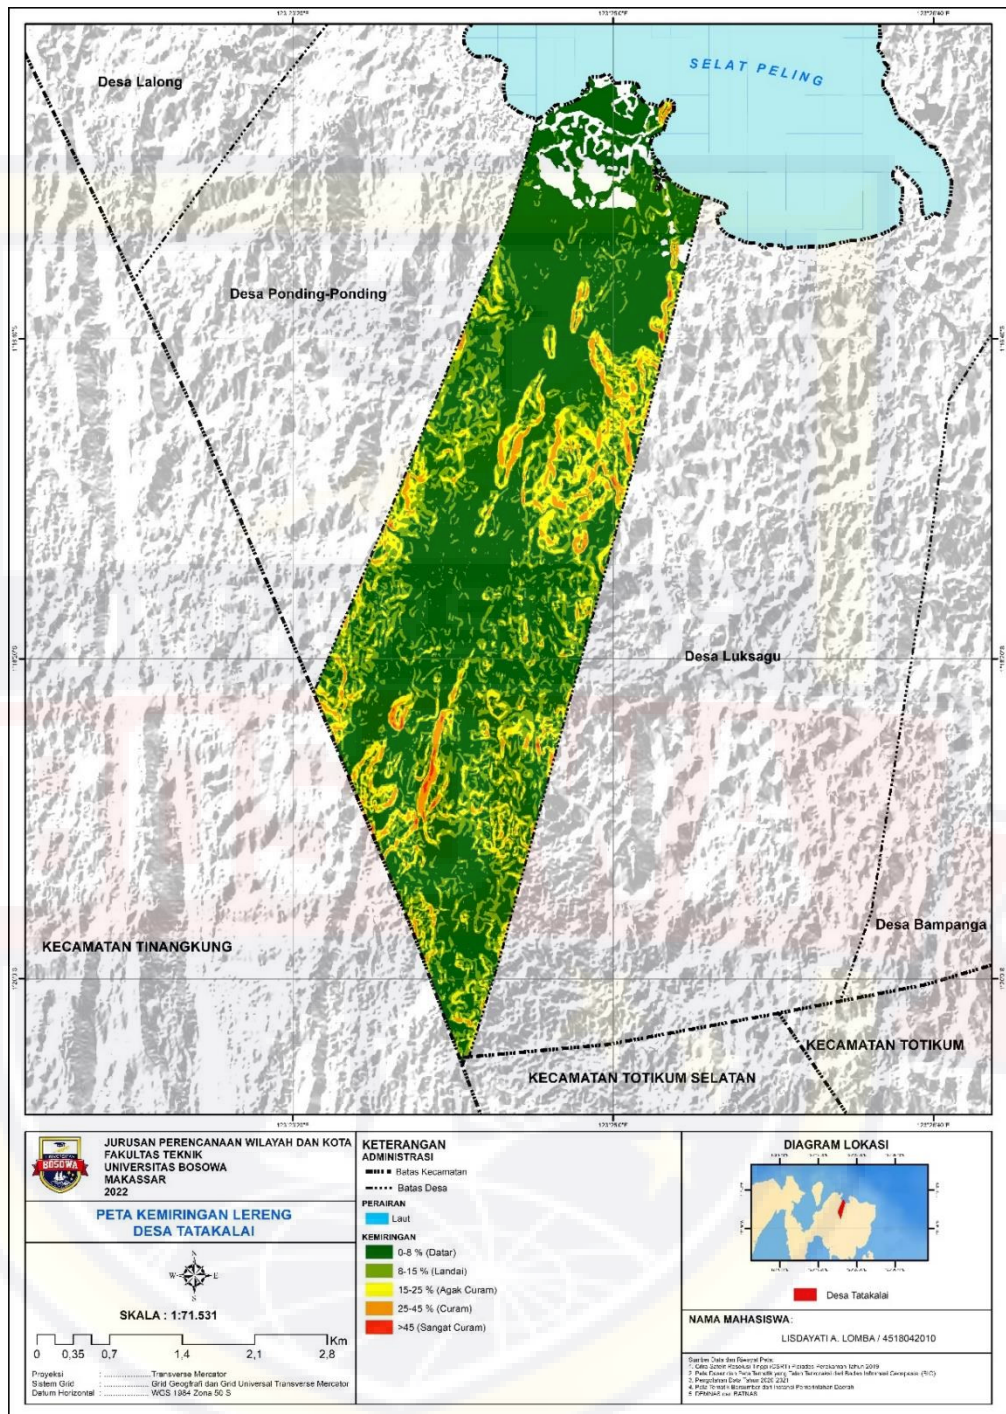 SELAT PELING
Desa Lalong
Desa Ponding-Ponding
Desa Luksagu
Desa Bampanga
KECAMATAN TINANGKUNG
KECAMATAN TOTIKUM
KECAMATAN TOTIKUM SELATAN
JURUSAN PERENCANAAN WILAYAH DAN KOTA
FAKULTAS TEKNIK
UNIVERSITAS BOSOWA
MAKASSAR
2022
BOSOWA
PETA KEMIRINGAN LERENG
DESA TATAKALAI
N
W E
S
SKALA : 1:71.531
0 0,35 0,7 1,4 2,1 2,8 Km
Proyeksi : Transverse Mercator
Sistem Grid : Grid Geografi dan Grid Universal Transverse Mercator
Datum Horizontal : WGS 1984 Zona 50 S
KETERANGAN
ADMINISTRASI
Batas Kecamatan
Batas Desa
PERAIRAN
Laut
KEMIRINGAN
0-8 % (Datar)
8-15 % (Landai)
15-25 % (Agak Curam)
25-45 % (Curam)
>45 (Sangat Curam)
DIAGRAM LOKASI
Desa Tatakalai
NAMA MAHASISWA:
LISDAYATI A. LOMBA / 4518042010